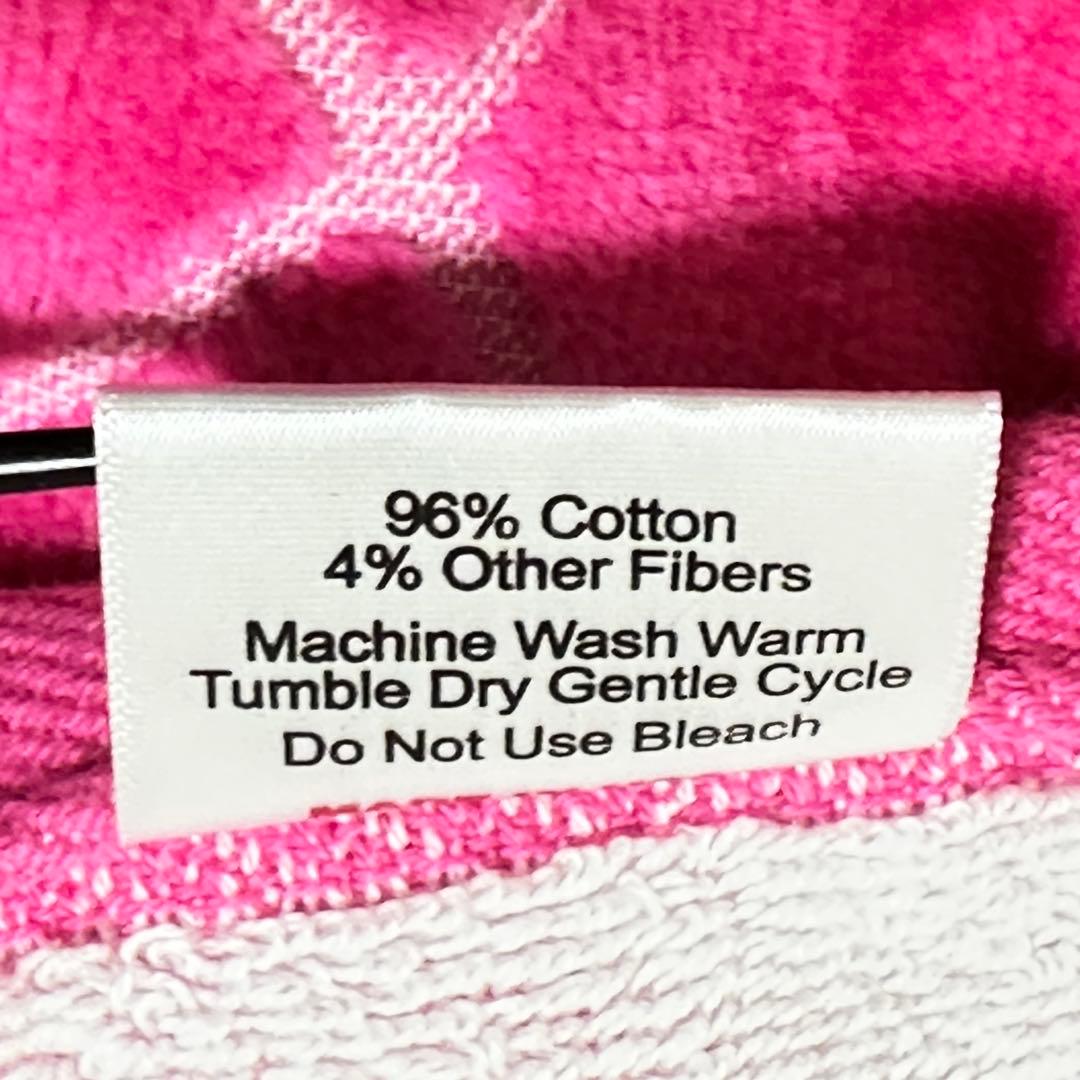 96% Cotton
4% Other Fibers
Machine Wash Warm
Tumble Dry Gentle Cycle
Do Not Use Bleach